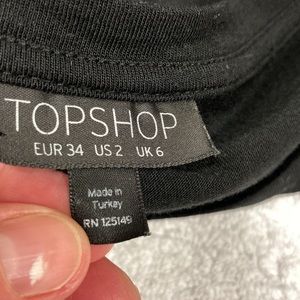 TOPSHOP
EUR 34 US 2 UK 6
Made in
Turkey
RN 125149